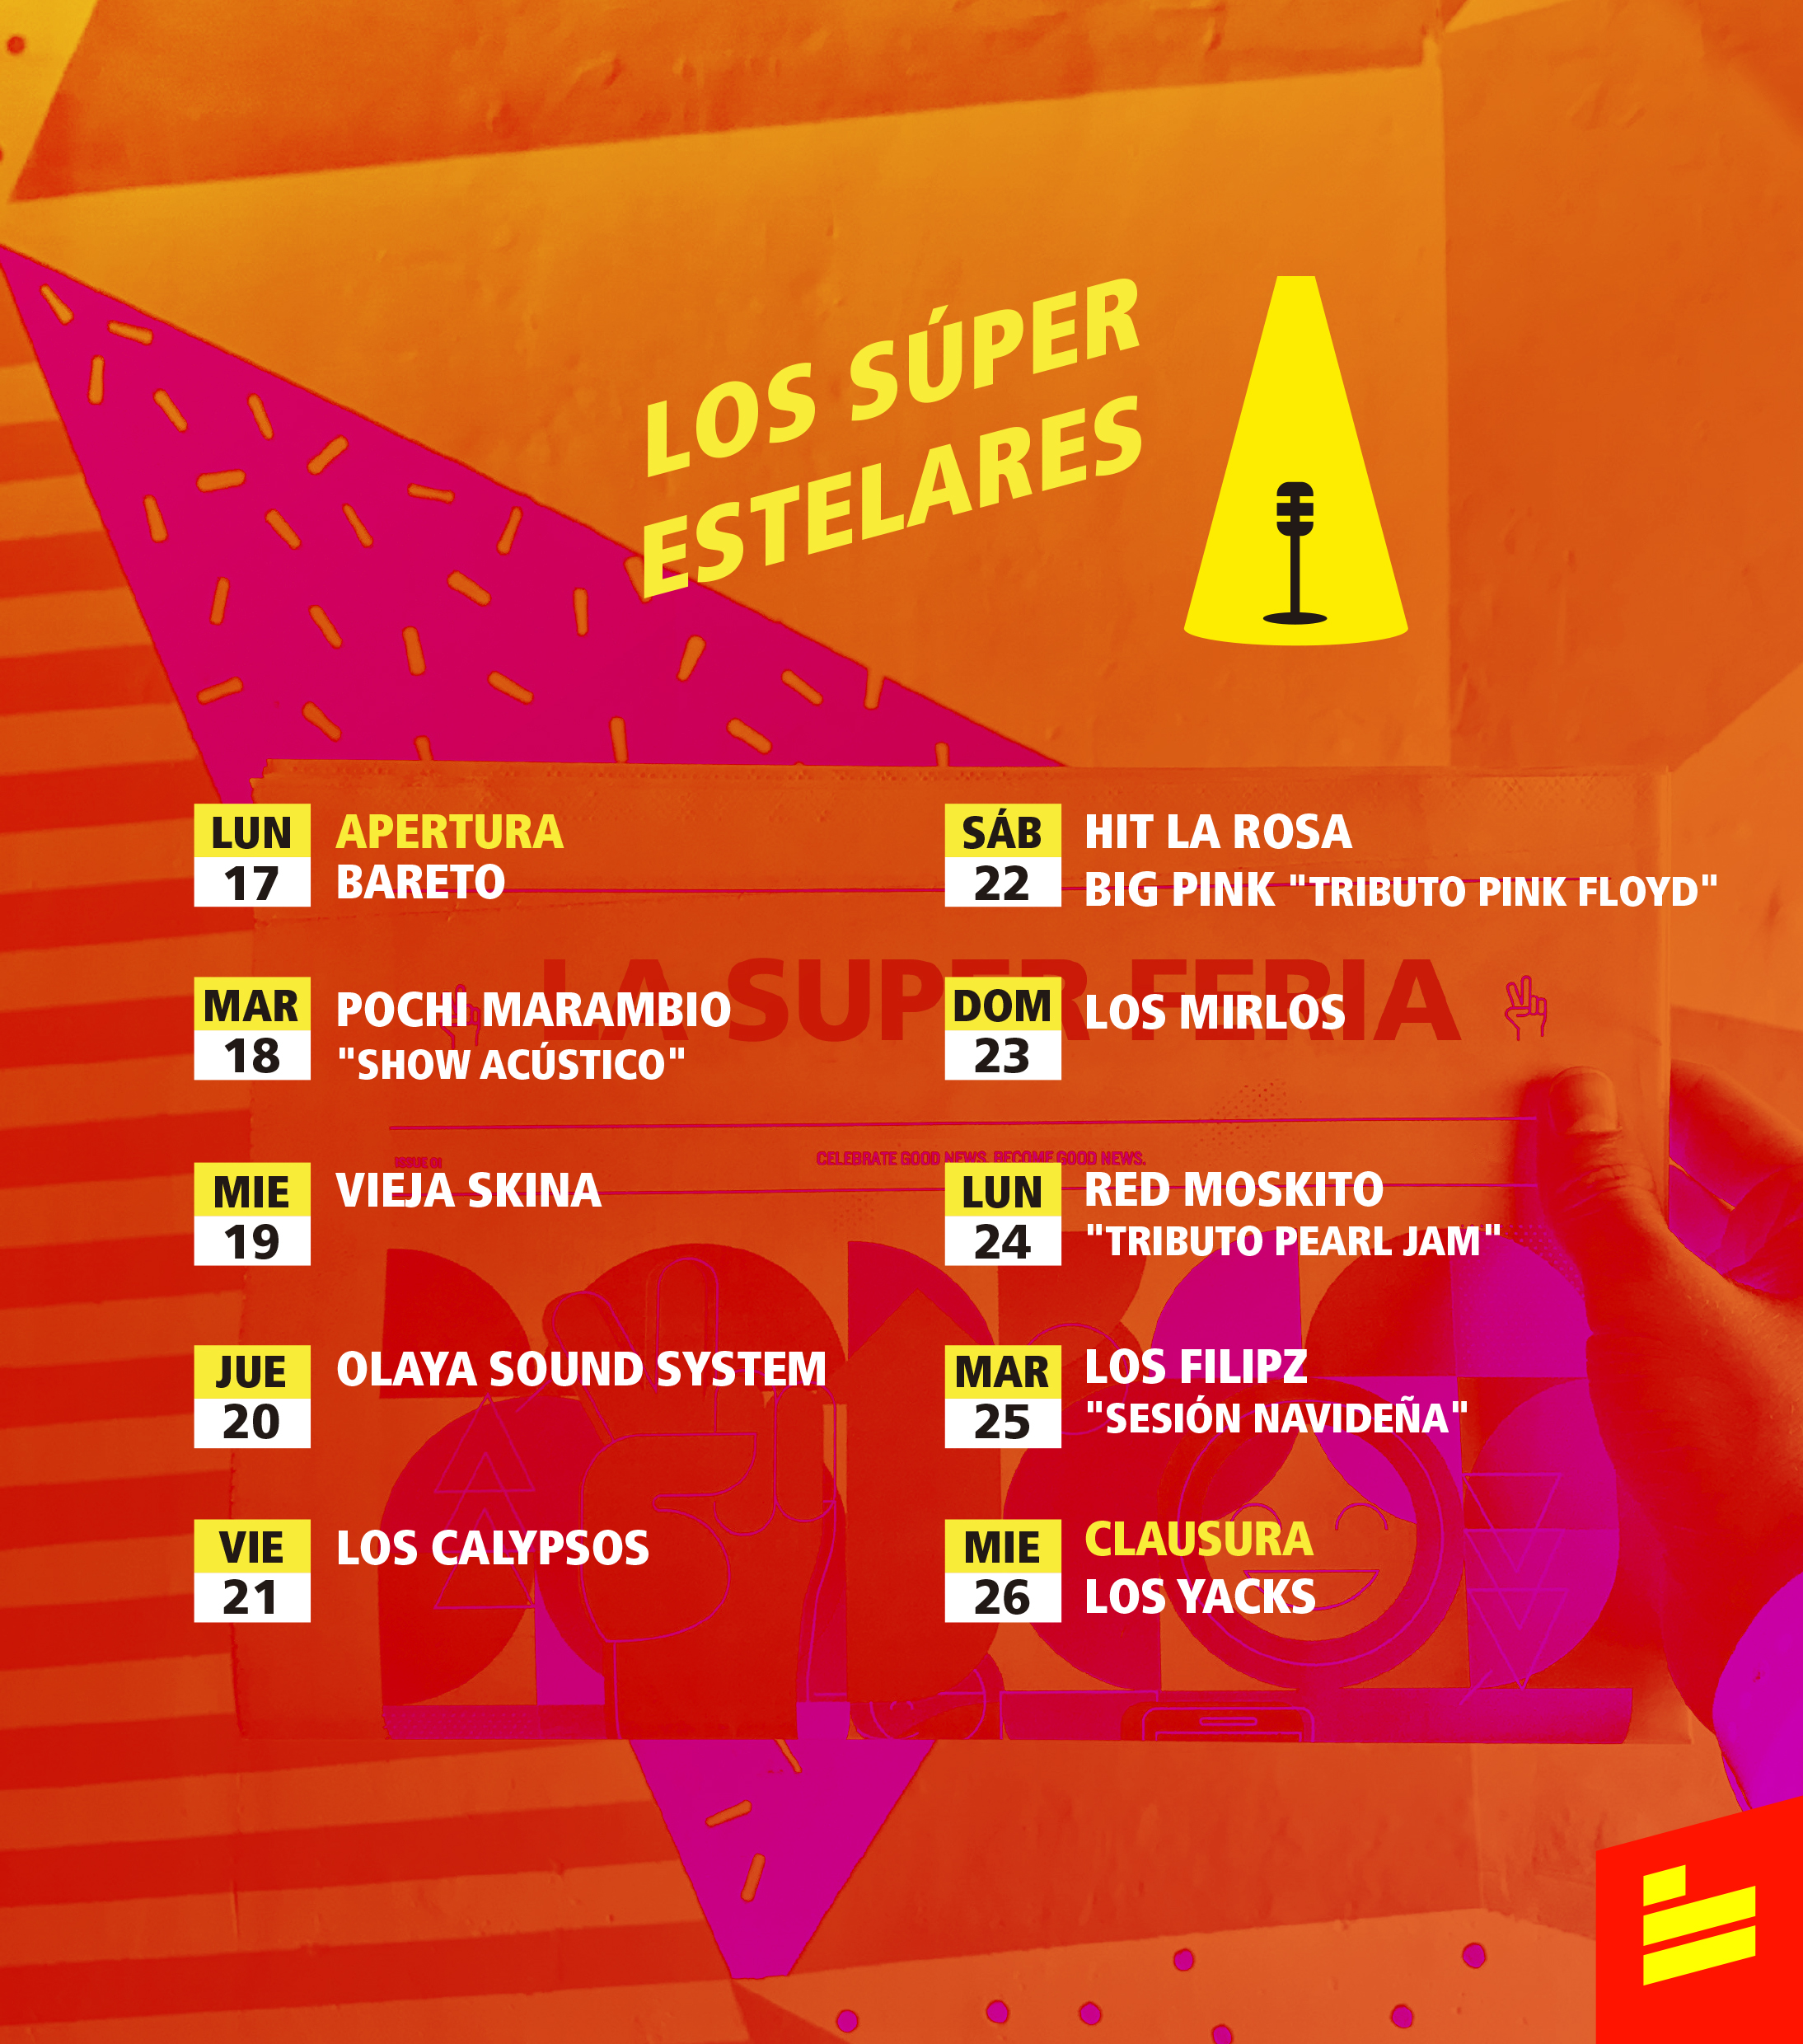 LOS SÚPER
ESTELARES
LUN
17
APERTURA
BARETO
MAR
18
POCHI MARAMBIO
"SHOW ACÚSTICO"
MIE
19
VIEJA SKINA
JUE
20
OLAYA SOUND SYSTEM
VIE
21
LOS CALYPSOS
SÁB
22
HIT LA ROSA
BIG PINK "TRIBUTO PINK FLOYD"
DOM
23
LOS MIRLOS
LUN
24
RED MOSKITO
"TRIBUTO PEARL JAM"
MAR
25
LOS FILIPZ
"SESIÓN NAVIDEÑA"
MIE
26
CLAUSURA
LOS YACKS
LA SUPER FERIA
ISSUE 01
CELEBRATE GOOD NEWS. BECOME GOOD NEWS.